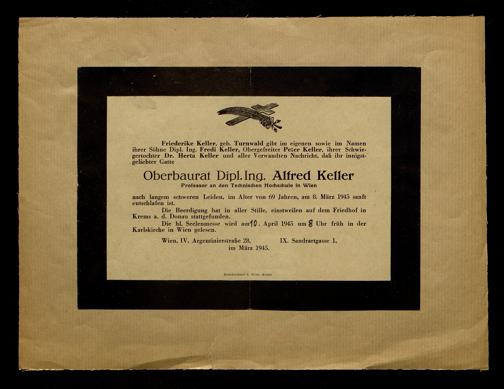 Friederike Keller, geb. Turnwald gibt im eigenen sowie im Namen
ihrer Söhne Dipl. Ing. Fredi Keller, Obergefreiter Peter Keller, ihrer Schwie-
gertochter Dr. Herta Keller und aller Verwandten Nachricht, daß ihr innigst-
geliebter Gatte
Oberbaurat Dipl. Ing. Alfred Keller
Professor an den Technischen Hochschule in Wien
nach langem schweren Leiden, im Alter von 69 Jahren, am 8. März 1945 sanft
entschlafen ist.
Die Beerdigung hat in aller Stille, einstweilen auf dem Friedhof in
Krems a. d. Donau stattgefunden.
Die hl. Seelenmesse wird am 10. April 1945 um 8 Uhr früh in der
Karlskirche in Wien gelesen.
Wien, IV. Argentinierstraße 28, IX. Sandrartgasse 1,
im März 1945.